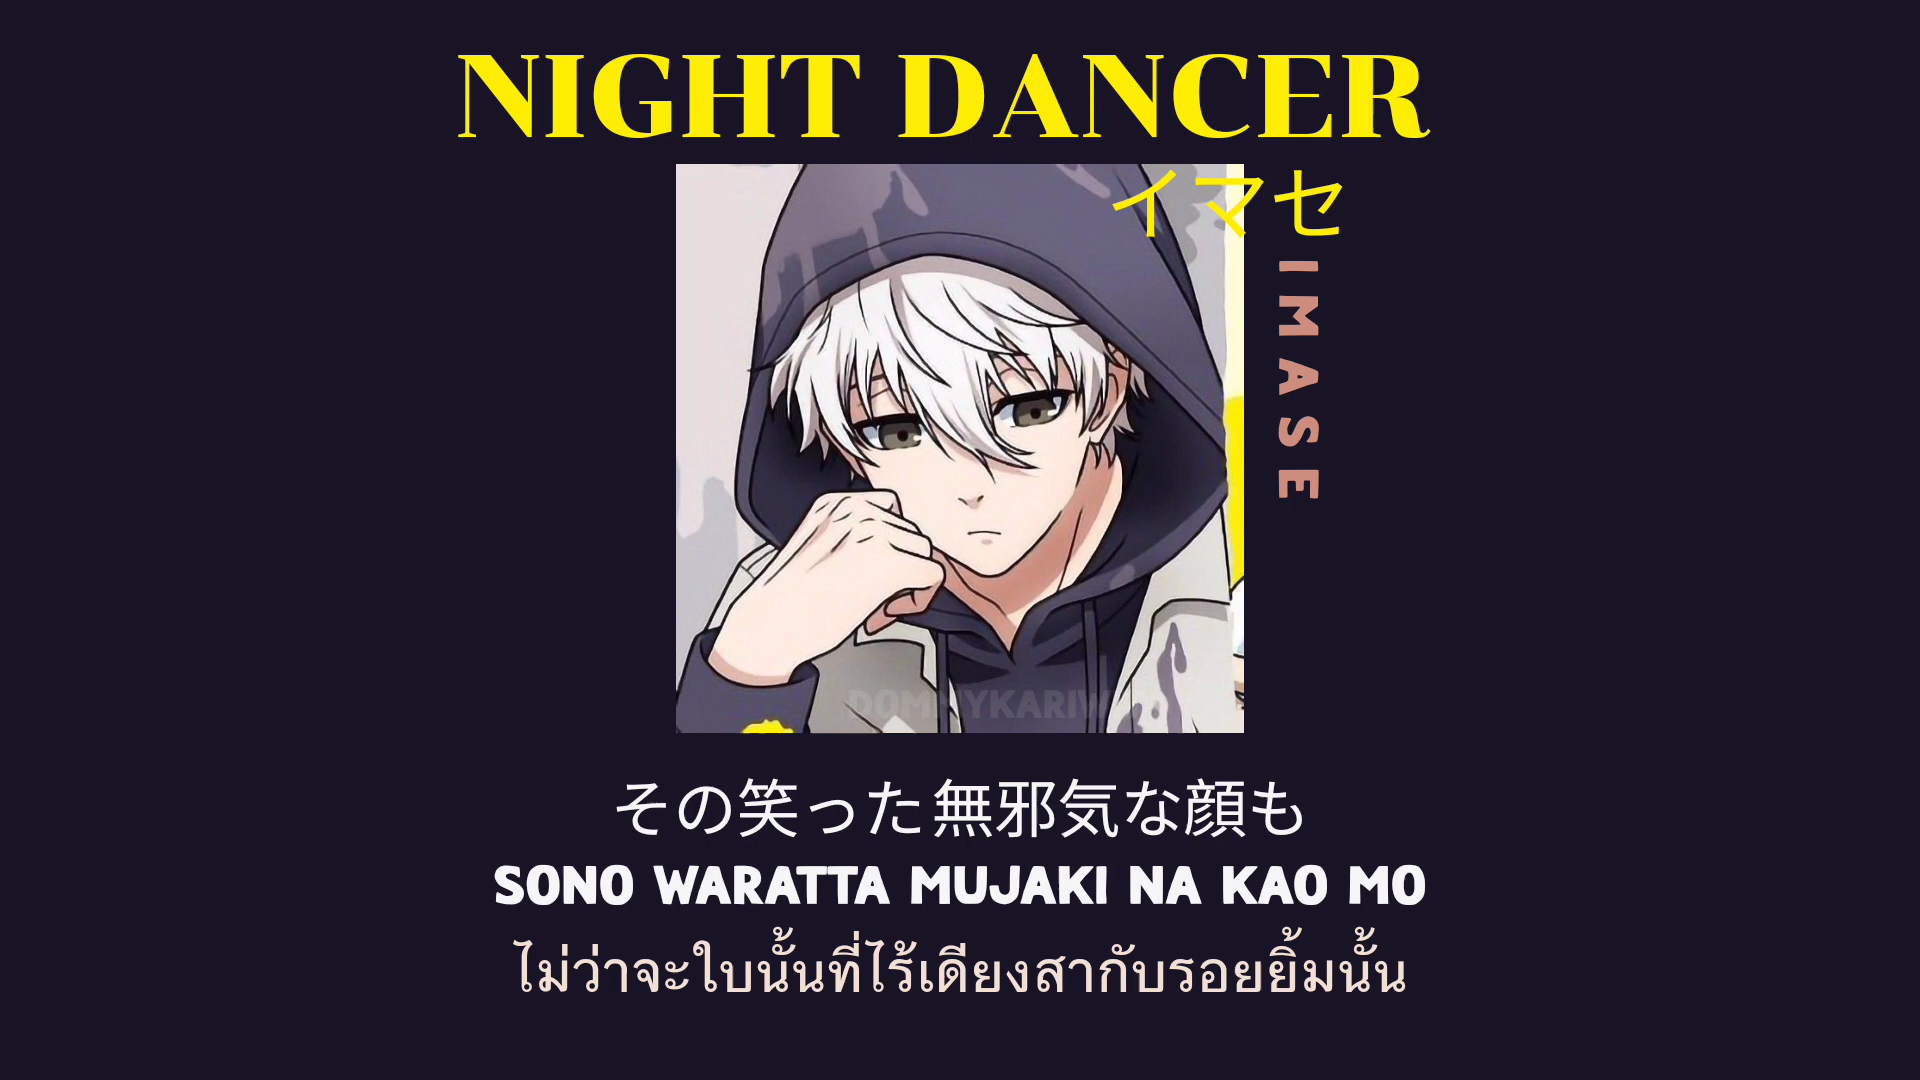 NIGHT DANCER
イマセ
IMASE
その笑った無邪気な顔も
SONO WARATTA MUJAKI NA KAO MO
ไม่ว่าจะใบนั้นที่ไร้เดียงสากับรอยยิ้มนั้น